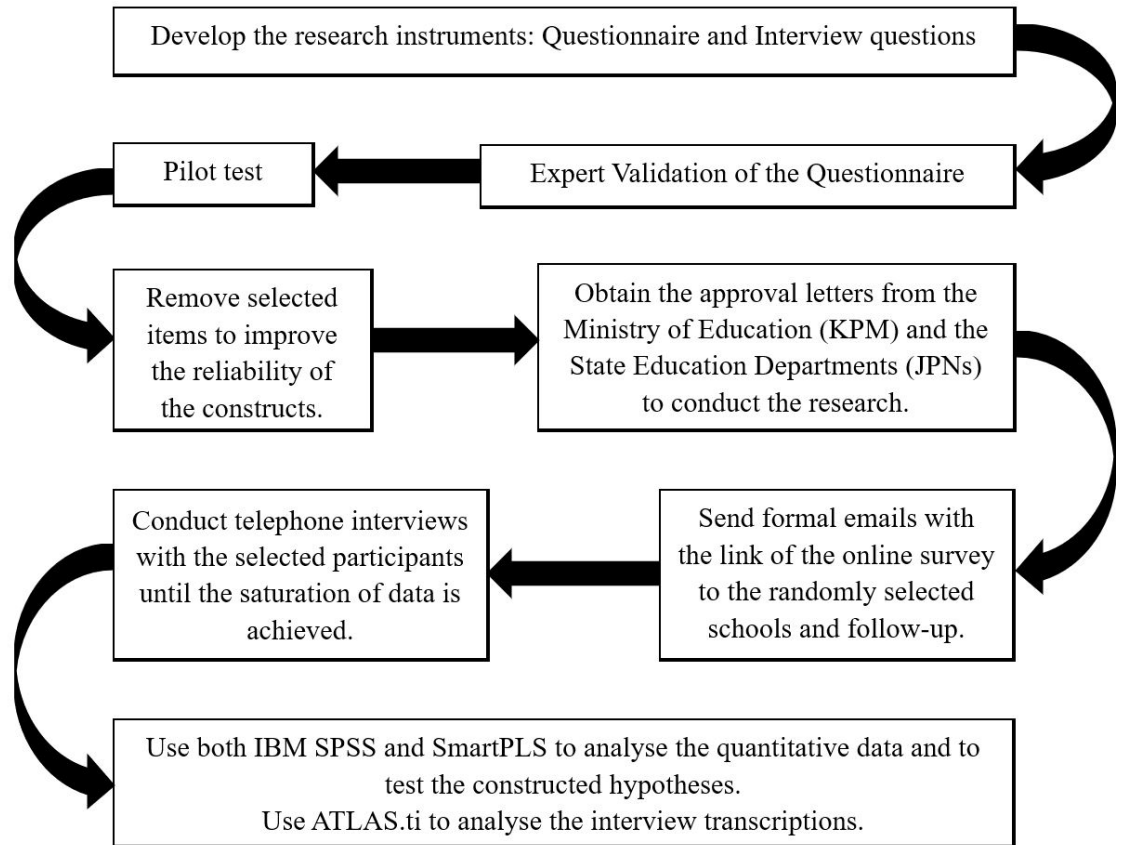 Develop the research instruments: Questionnaire and Interview questions
Expert Validation of the Questionnaire
Pilot test
Remove selected
items to improve
the reliability of
the constructs.
Obtain the approval letters from the
Ministry of Education (KPM) and the
State Education Departments (JPNs)
to conduct the research.
Send formal emails with
the link of the online survey
to the randomly selected
schools and follow-up.
Conduct telephone interviews
with the selected participants
until the saturation of data is
achieved.
Use both IBM SPSS and SmartPLS to analyse the quantitative data and to
test the constructed hypotheses.
Use ATLAS.ti to analyse the interview transcriptions.